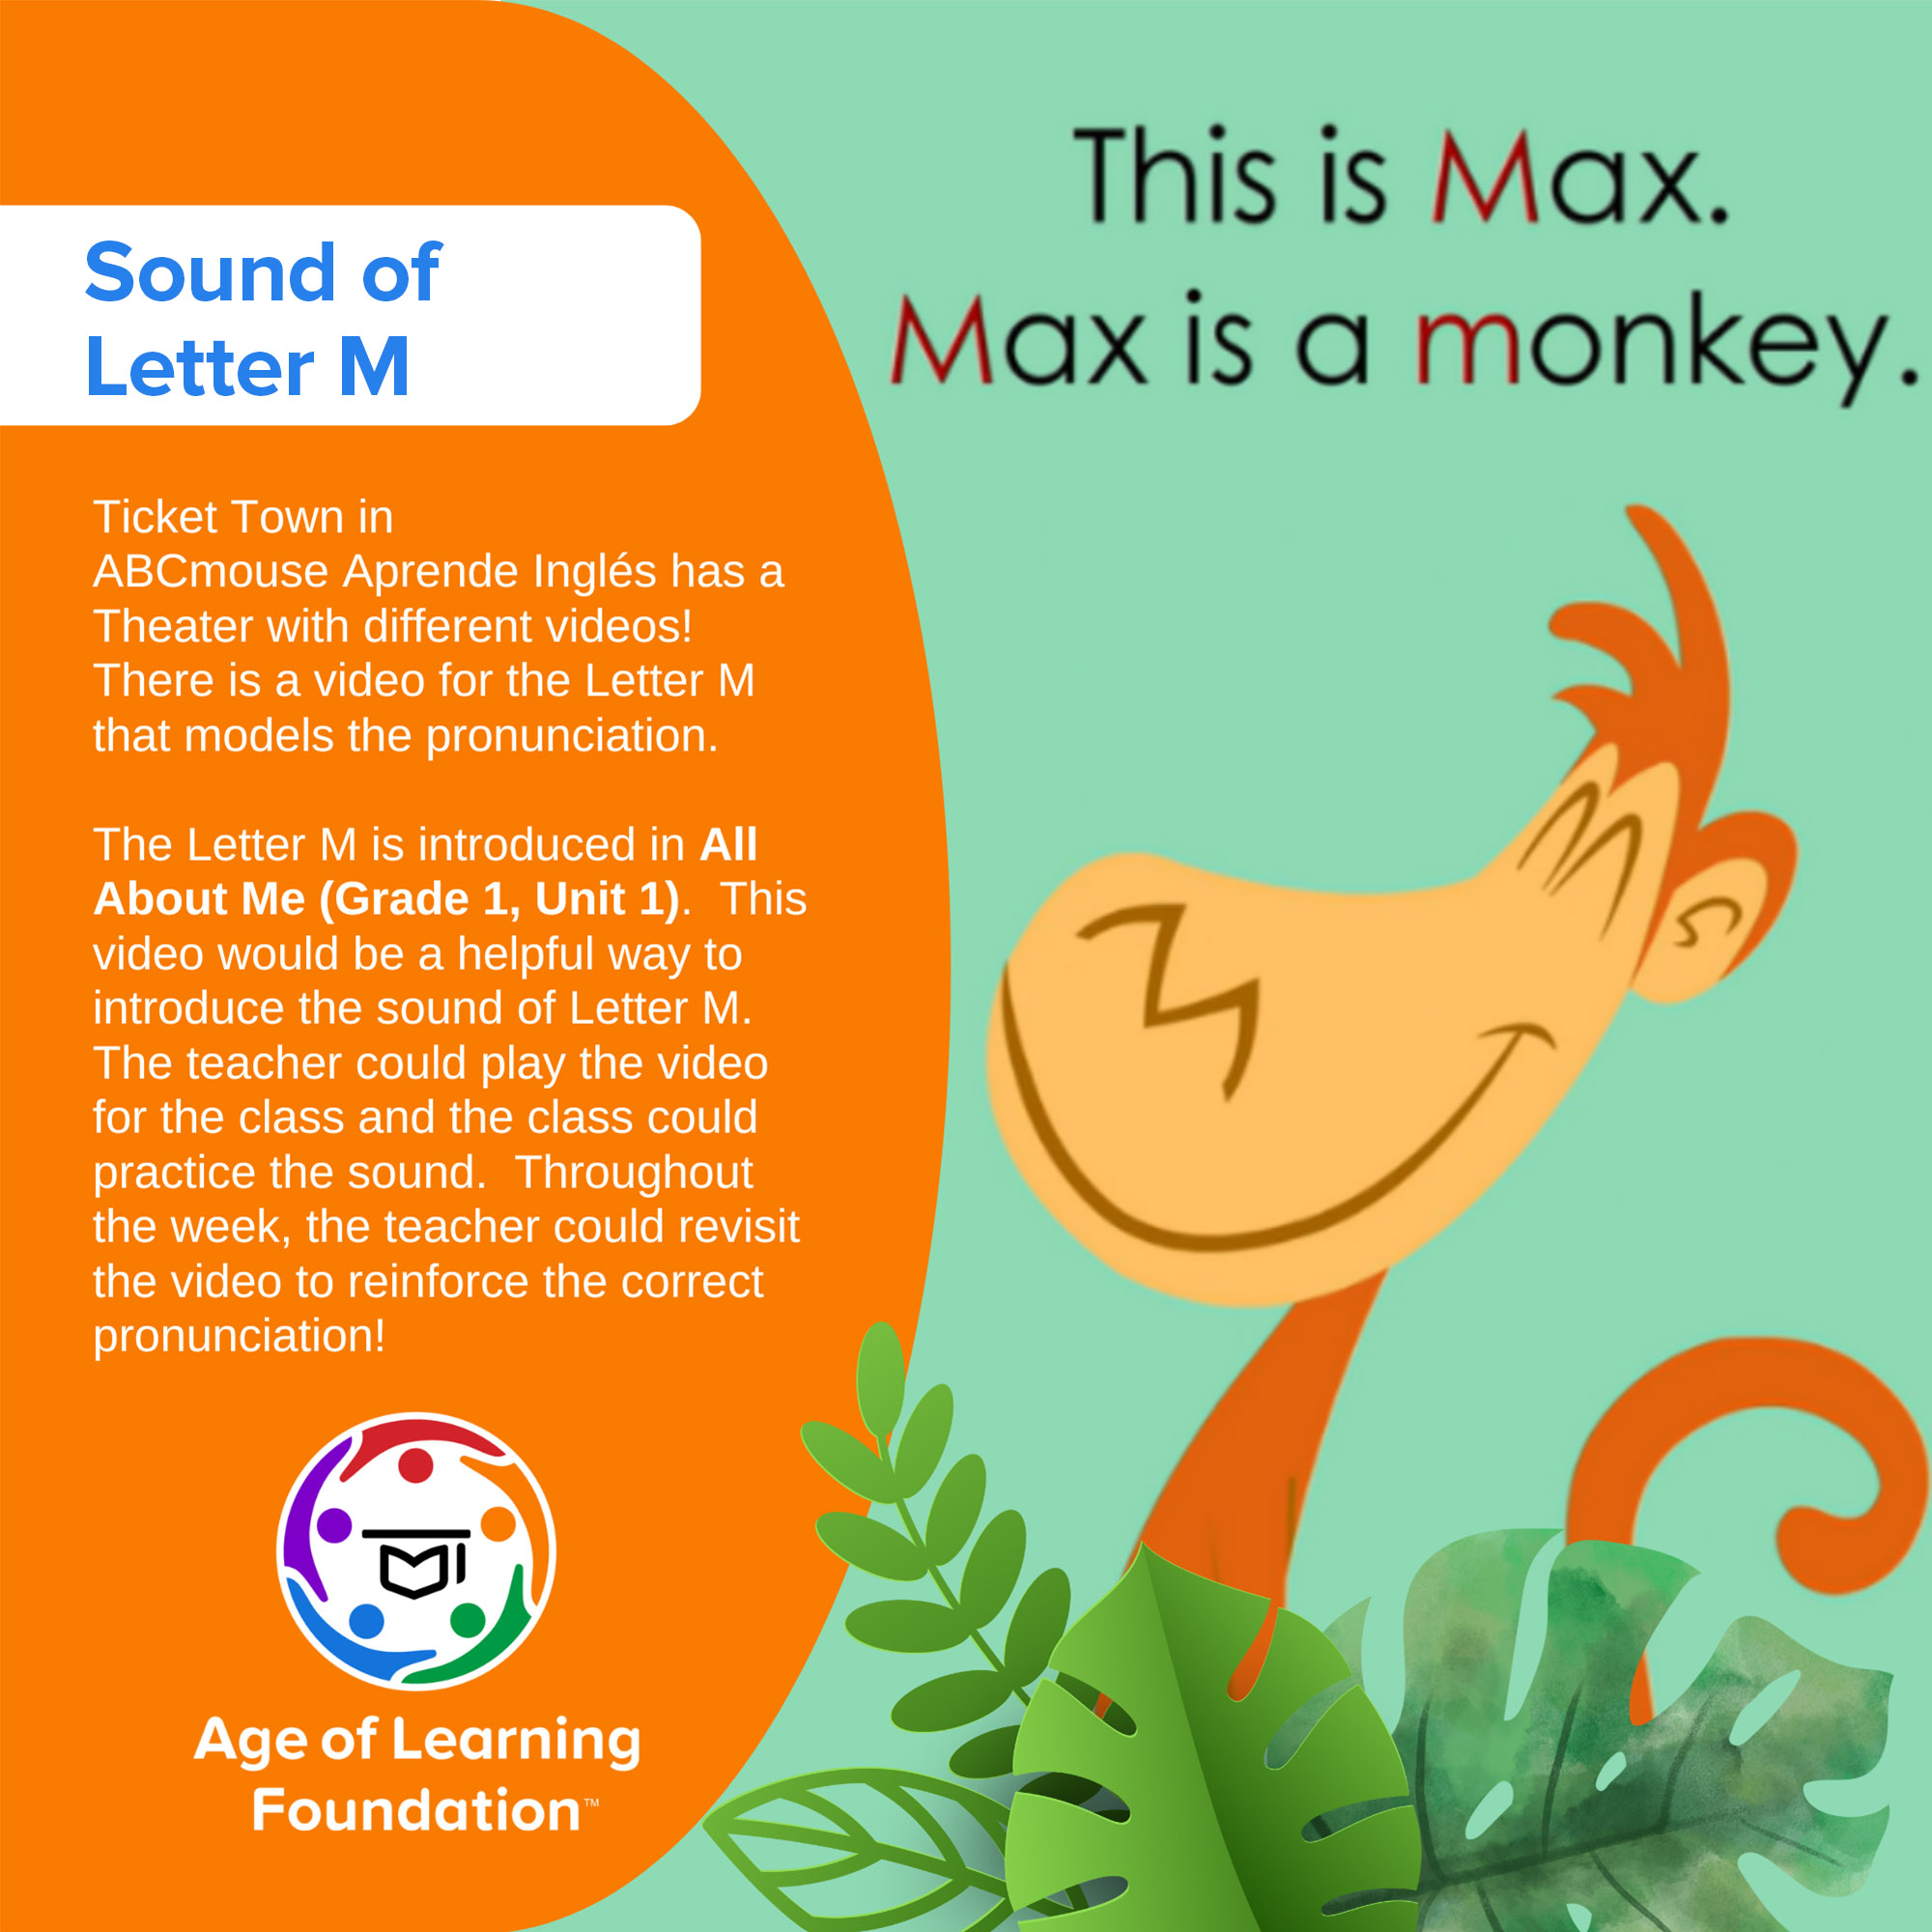 Sound of
Letter M
Ticket Town in
ABCmouse Aprende Inglés has a
Theater with different videos!
There is a video for the Letter M
that models the pronunciation.
The Letter M is introduced in All
About Me (Grade 1, Unit 1).  This
video would be a helpful way to
introduce the sound of Letter M.
The teacher could play the video
for the class and the class could
practice the sound.  Throughout
the week, the teacher could revisit
the video to reinforce the correct
pronunciation!
Age of Learning
Foundation™
This is Max.
Max is a monkey.